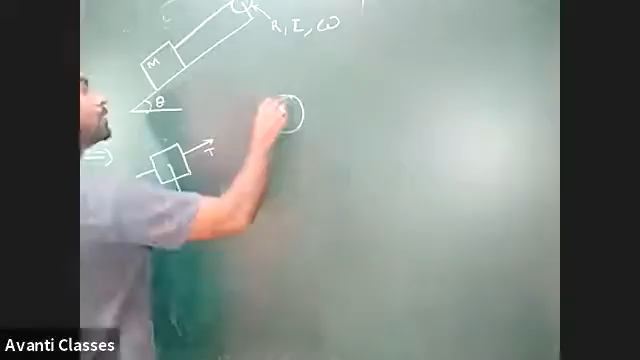 R, I, ω
M
θ
T
Avanti Classes